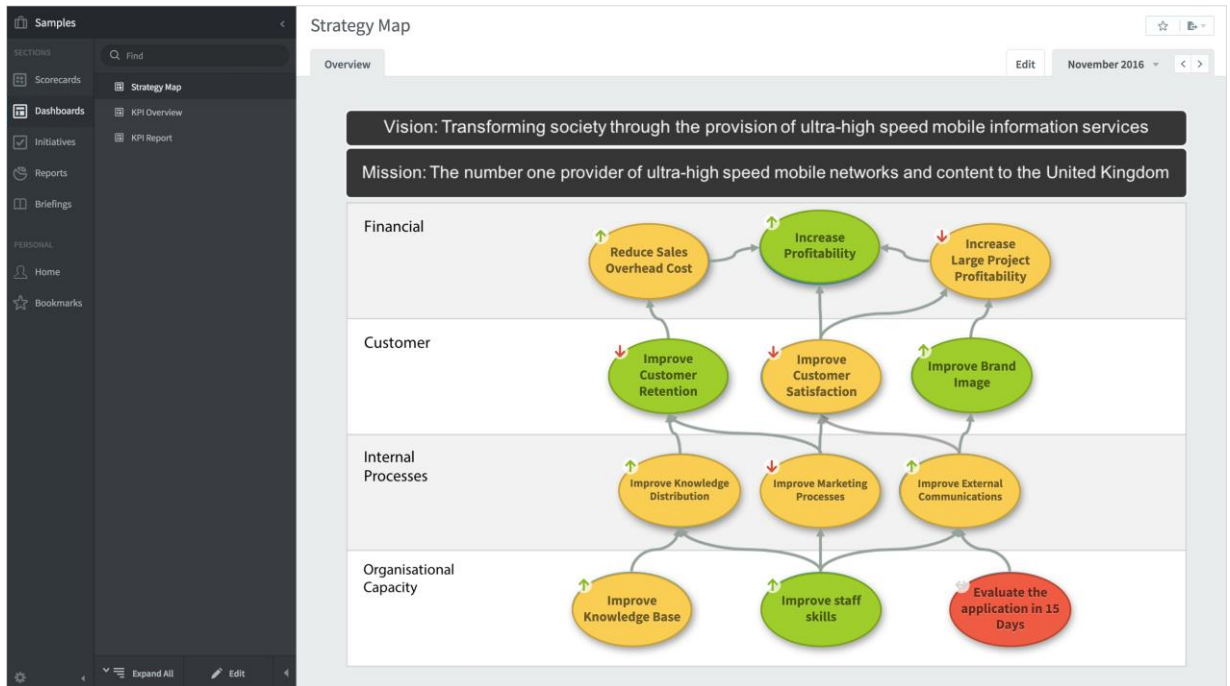 Samples
SECTIONS
Scorecards
Dashboards
Initiatives
Reports
Briefings
PERSONAL
Home
Bookmarks
Find
Strategy Map
KPI Overview
KPI Report
Expand All
Edit
Strategy Map
Overview
Edit
November 2016
Vision: Transforming society through the provision of ultra-high speed mobile information services
Mission: The number one provider of ultra-high speed mobile networks and content to the United Kingdom
Financial
Reduce Sales
Overhead Cost
Increase
Profitability
Increase
Large Project
Profitability
Customer
Improve
Customer
Retention
Improve
Customer
Satisfaction
Improve Brand
Image
Internal
Processes
Improve Knowledge
Distribution
Improve Marketing
Processes
Improve External
Communications
Organisational
Capacity
Improve
Knowledge Base
Improve staff
skills
Evaluate the
application in 15
Days